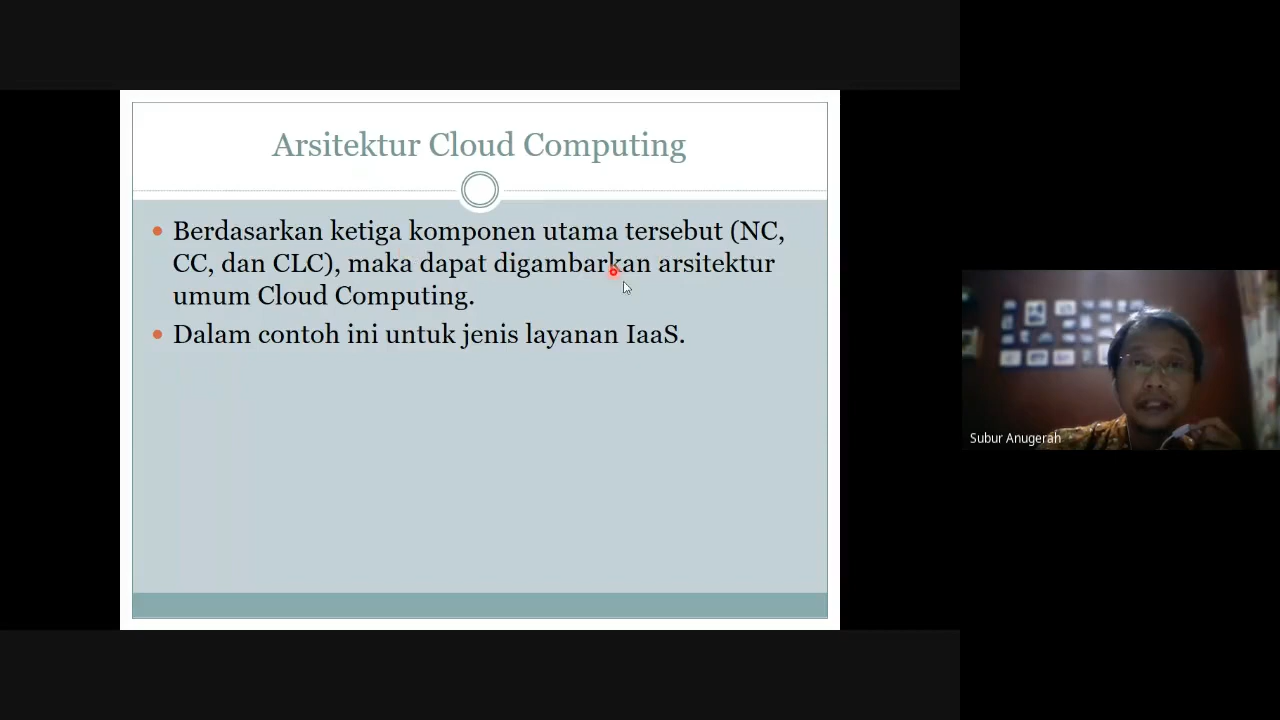 Arsitektur Cloud Computing
Berdasarkan ketiga komponen utama tersebut (NC,
CC, dan CLC), maka dapat digambarkan arsitektur
umum Cloud Computing.
Dalam contoh ini untuk jenis layanan IaaS.
Subur Anugerah